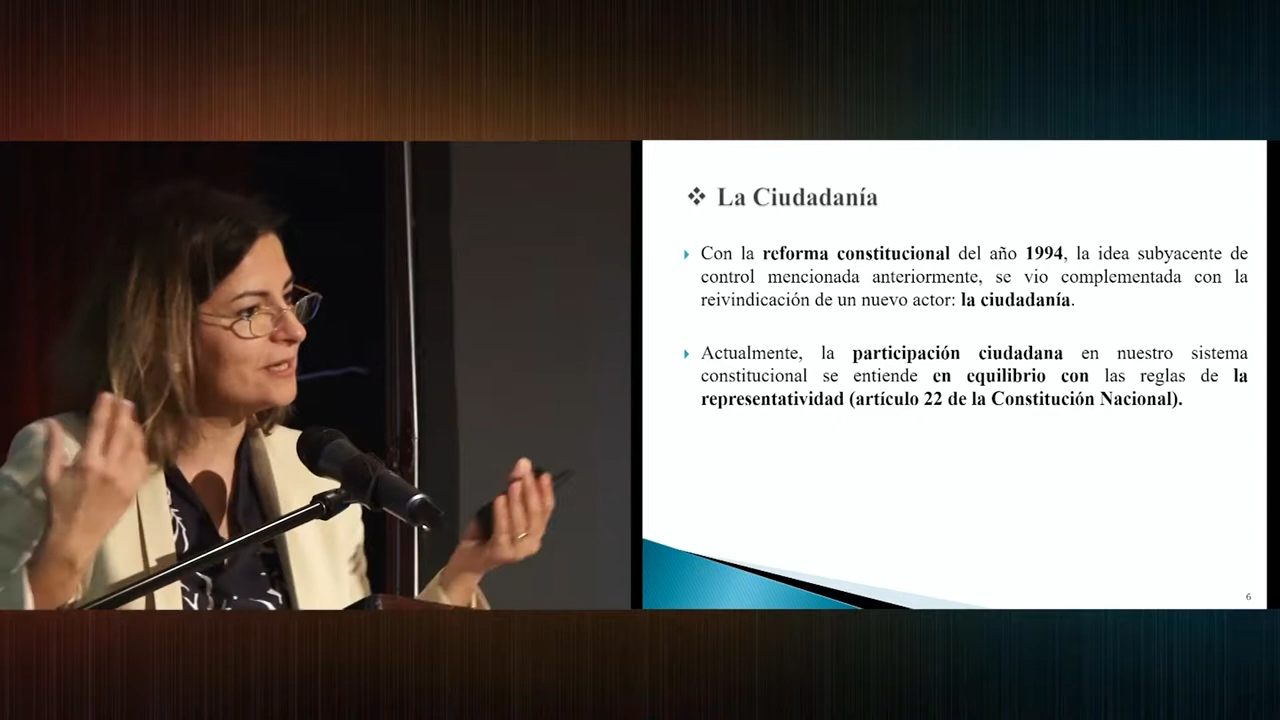 ❖ La Ciudadanía
Con la reforma constitucional del año 1994, la idea subyacente de
control mencionada anteriormente, se vio complementada con la
reivindicación de un nuevo actor: la ciudadanía.
Actualmente, la participación ciudadana en nuestro sistema
constitucional se entiende en equilibrio con las reglas de la
representatividad (artículo 22 de la Constitución Nacional).
6